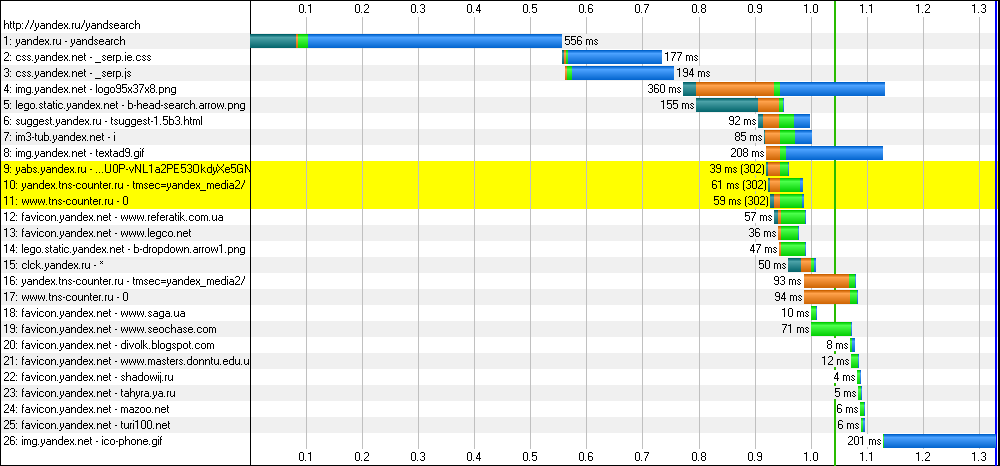 0.1 0.2 0.3 0.4 0.5 0.6 0.7 0.8 0.9 1.0 1.1 1.2 1.3
http://yandex.ru/yandsearch
1: yandex.ru - yandsearch 556 ms
2: css.yandex.net - _serp.ie.css 177 ms
3: css.yandex.net - _serp.js 194 ms
4: img.yandex.net - logo95x37x8.png 360 ms
5: lego.static.yandex.net - b-head-search.arrow.png 155 ms
6: suggest.yandex.ru - tsuggest-1.5b3.html 92 ms
7: im3-tub.yandex.net - i 85 ms
8: img.yandex.net - textad9.gif 208 ms
9: yabs.yandex.ru - 39 ms (302)
10: yandex.tns-counter.ru - tmsec=yandex_media2/ 61 ms (302)
11: www.tns-counter.ru - 0 59 ms (302)
12: favicon.yandex.net - www.referatik.com.ua 57 ms
13: favicon.yandex.net - www.legco.net 36 ms
14: lego.static.yandex.net - b-dropdown.arrow1.png 47 ms
15: clck.yandex.ru - * 50 ms
16: yandex.tns-counter.ru - tmsec=yandex_media2/ 93 ms
17: www.tns-counter.ru - 0 94 ms
18: favicon.yandex.net - www.saga.ua 10 ms
19: favicon.yandex.net - www.seochase.com 71 ms
20: favicon.yandex.net - divolk.blogspot.com 8 ms
21: favicon.yandex.net - www.masters.donntu.edu.u 12 ms
22: favicon.yandex.net - shadowij.ru 4 ms
23: favicon.yandex.net - tahyra.ya.ru 5 ms
24: favicon.yandex.net - mazoo.net 6 ms
25: favicon.yandex.net - turi100.net 6 ms
26: img.yandex.net - ico-phone.gif 201 ms
0.1 0.2 0.3 0.4 0.5 0.6 0.7 0.8 0.9 1.0 1.1 1.2 1.3